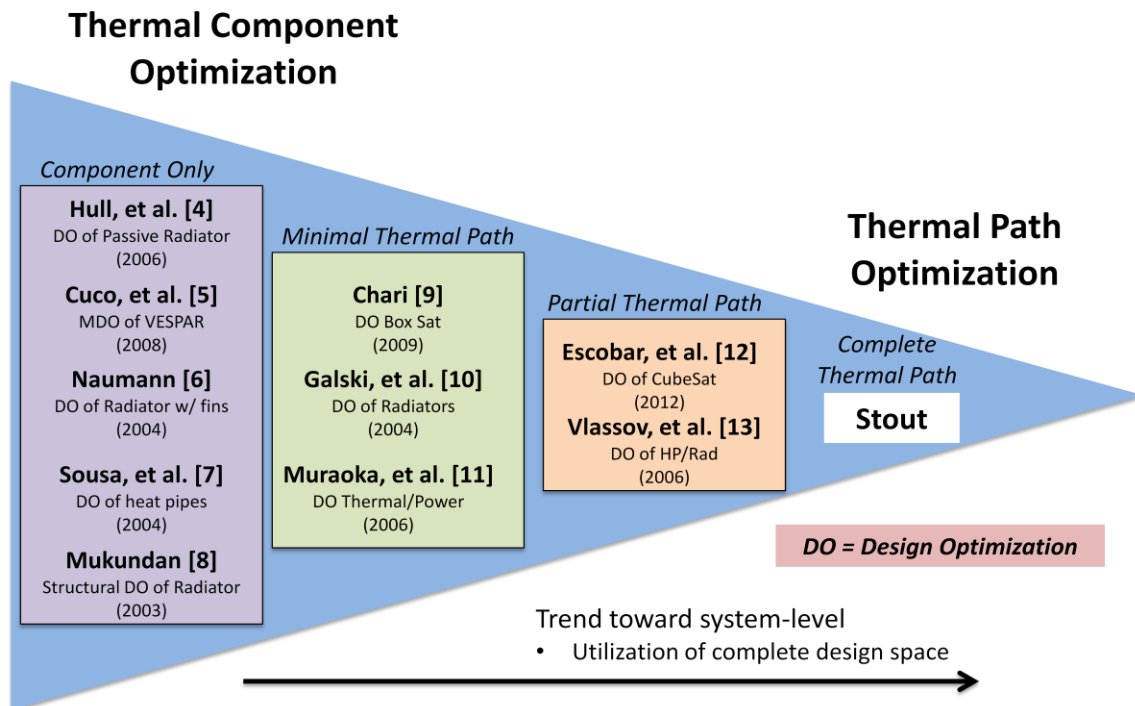 Thermal Component
Optimization
Component Only
Hull, et al. [4]
DO of Passive Radiator
(2006)
Cuco, et al. [5]
MDO of VESPAR
(2008)
Naumann [6]
DO of Radiator w/ fins
(2004)
Sousa, et al. [7]
DO of heat pipes
(2004)
Mukundan [8]
Structural DO of Radiator
(2003)
Minimal Thermal Path
Chari [9]
DO Box Sat
(2009)
Galski, et al. [10]
DO of Radiators
(2004)
Muraoka, et al. [11]
DO Thermal/Power
(2006)
Partial Thermal Path
Escobar, et al. [12]
DO of CubeSat
(2012)
Vlassov, et al. [13]
DO of HP/Rad
(2006)
Thermal Path
Optimization
Complete
Thermal Path
Stout
DO = Design Optimization
Trend toward system-level
• Utilization of complete design space